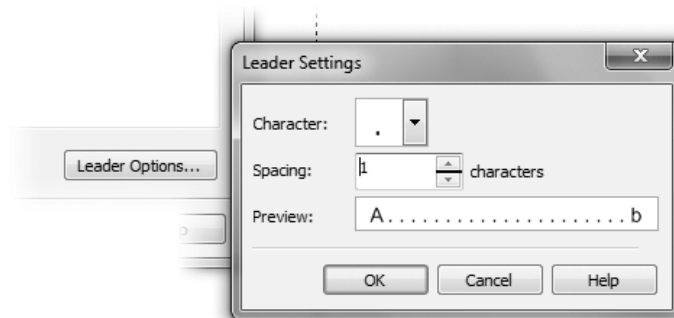 Leader Settings
x
Character: .
Leader Options...
Spacing: 1 characters
Preview: A.....................b
OK Cancel Help